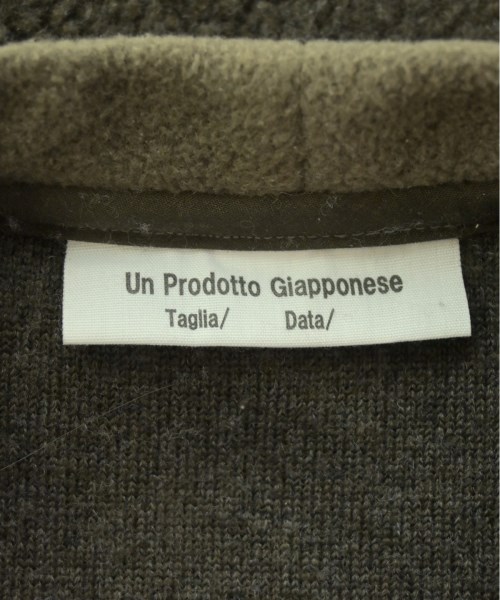 Un Prodotto Giapponese
Taglia/ Data/